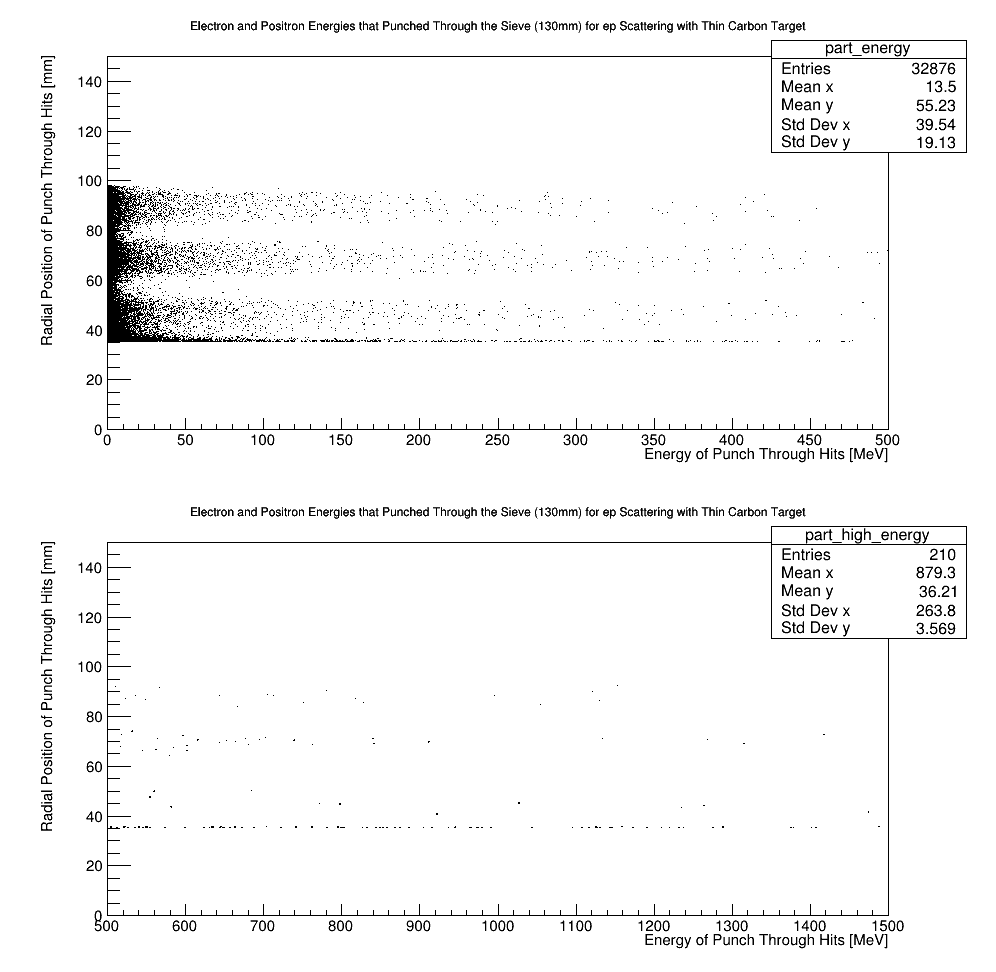 Electron and Positron Energies that Punched Through the Sieve (130mm) for ep Scattering with Thin Carbon Target
part_energy
Entries 32876
Mean x 13.5
Mean y 55.23
Std Dev x 39.54
Std Dev y 19.13
Radial Position of Punch Through Hits [mm]
140
120
100
80
60
40
20
0
0 50 100 150 200 250 300 350 400 450 500
Energy of Punch Through Hits [MeV]
Electron and Positron Energies that Punched Through the Sieve (130mm) for ep Scattering with Thin Carbon Target
part_high_energy
Entries 210
Mean x 879.3
Mean y 36.21
Std Dev x 263.8
Std Dev y 3.569
Radial Position of Punch Through Hits [mm]
140
120
100
80
60
40
20
0
500 600 700 800 900 1000 1100 1200 1300 1400 1500
Energy of Punch Through Hits [MeV]